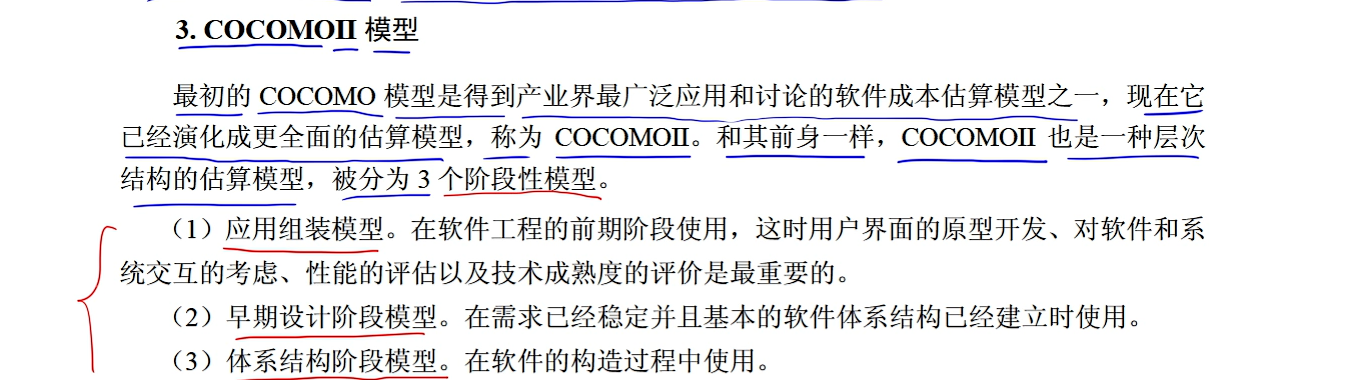 3. COCOMOII 模型
最初的 COCOMO 模型是得到产业界最广泛应用和讨论的软件成本估算模型之一，现在它
已经演化成更全面的估算模型，称为 COCOMOII。和其前身一样，COCOMOII 也是一种层次
结构的估算模型，被分为 3 个阶段性模型。
（1）应用组装模型。在软件工程的前期阶段使用，这时用户界面的原型开发、对软件和系
统交互的考虑、性能的评估以及技术成熟度的评价是最重要的。
（2）早期设计阶段模型。在需求已经稳定并且基本的软件体系结构已经建立时使用。
（3）体系结构阶段模型。在软件的构造过程中使用。